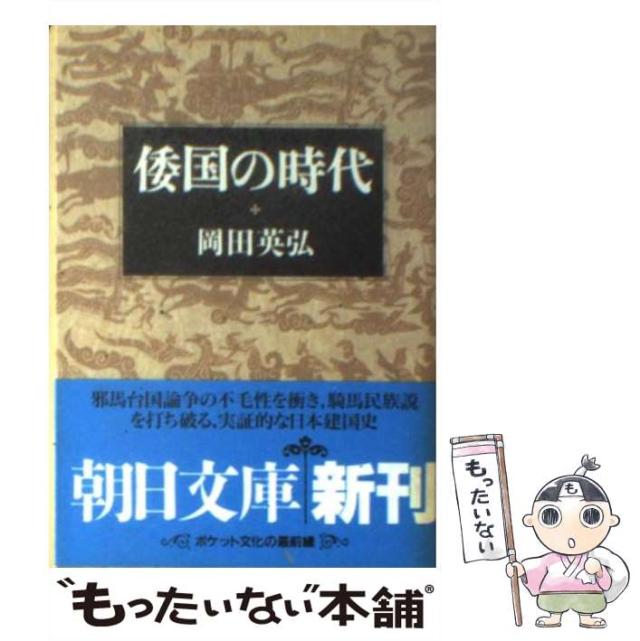 倭国の時代
岡田英弘
邪馬台国論争の不毛性を衝き,騎馬民族説
を打ち破る,実証的な日本建国史
朝日文庫 新刊
ポケット文化の最前線
もったいない
も
"もったいない"本舗®